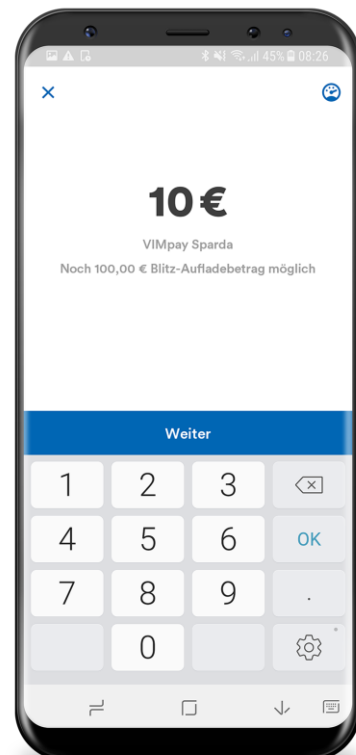 45% 08:26
10 €
VIMpay Sparda
Noch 100,00 € Blitz-Aufladebetrag möglich
Weiter
1 2 3
4 5 6 OK
7 8 9 .
0